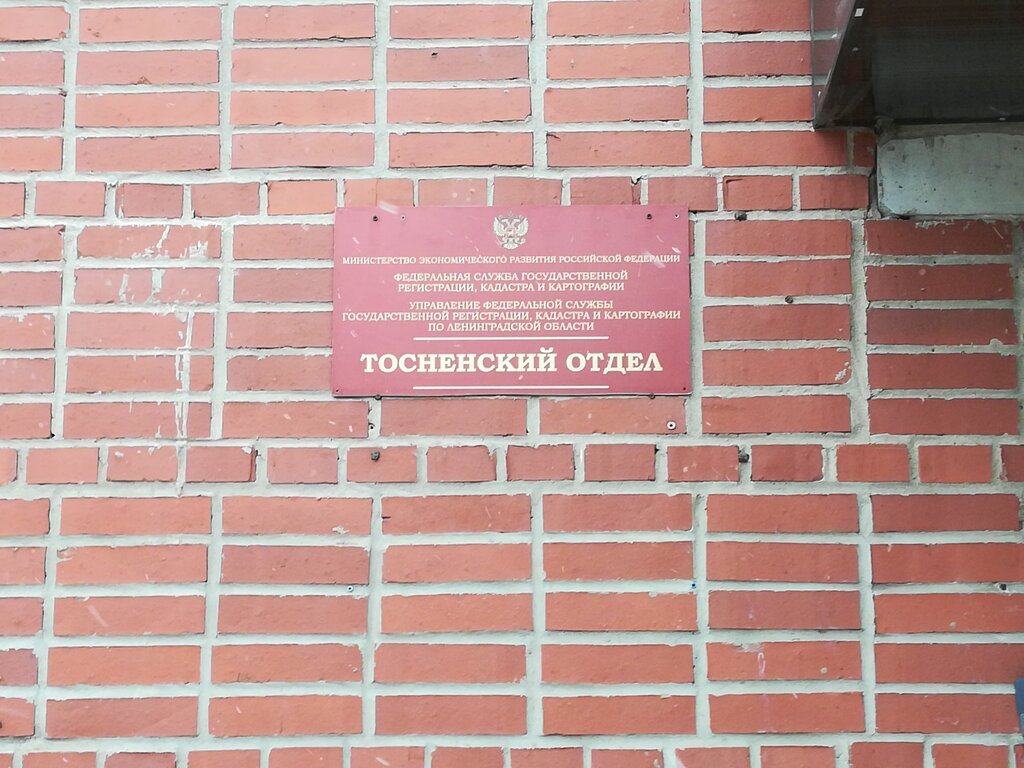 МИНИСТЕРСТВО ЭКОНОМИЧЕСКОГО РАЗВИТИЯ РОССИЙСКОЙ ФЕДЕРАЦИИ
ФЕДЕРАЛЬНАЯ СЛУЖБА ГОСУДАРСТВЕННОЙ
РЕГИСТРАЦИИ, КАДАСТРА И КАРТОГРАФИИ
УПРАВЛЕНИЕ ФЕДЕРАЛЬНОЙ СЛУЖБЫ
ГОСУДАРСТВЕННОЙ РЕГИСТРАЦИИ, КАДАСТРА И КАРТОГРАФИИ
ПО ЛЕНИНГРАДСКОЙ ОБЛАСТИ
ТОСНЕНСКИЙ ОТДЕЛ